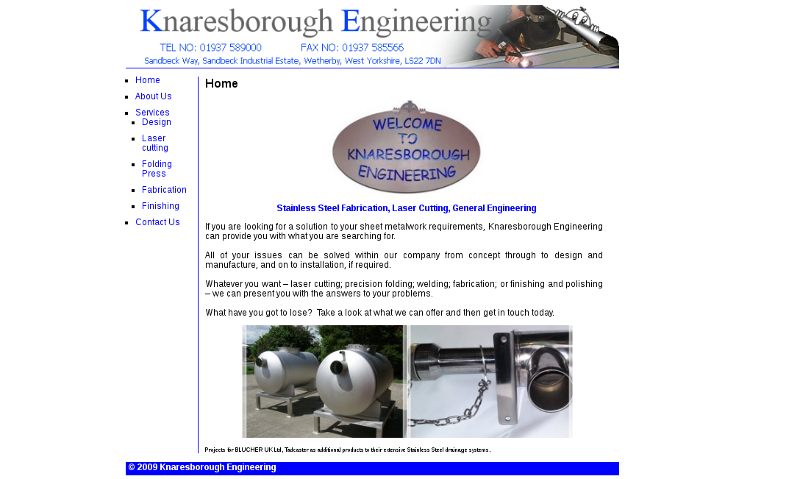 Knaresborough Engineering
TEL NO: 01937 589000 FAX NO: 01937 585566
Sandbeck Way, Sandbeck Industrial Estate, Wetherby, West Yorkshire, LS22 7DN
Home
About Us
Services
Design
Laser
cutting
Folding
Press
Fabrication
Finishing
Contact Us
Home
WELCOME
TO
KNARESBOROUGH
ENGINEERING
Stainless Steel Fabrication, Laser Cutting, General Engineering
If you are looking for a solution to your sheet metalwork requirements, Knaresborough Engineering
can provide you with what you are searching for.
All of your issues can be solved within our company from concept through to design and
manufacture, and on to installation, if required.
Whatever you want – laser cutting; precision folding; welding; fabrication; or finishing and polishing
– we can present you with the answers to your problems.
What have you got to lose? Take a look at what we can offer and then get in touch today.
Projects for BLUCHER UK Ltd, Tadcaster as additional products to their extensive Stainless Steel drainage systems.
© 2009 Knaresborough Engineering